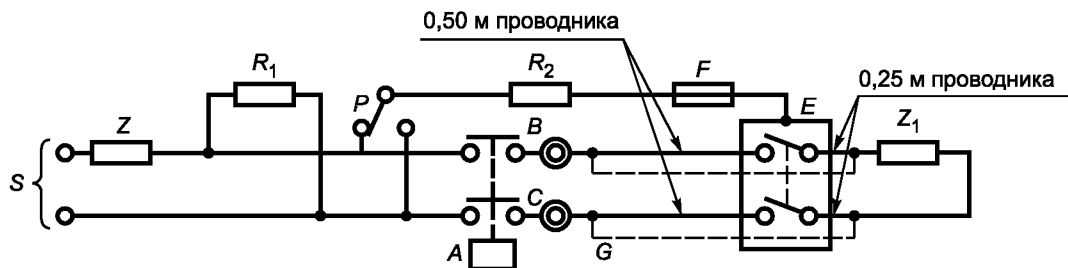 0,50 м проводника
R1
R2
F
0,25 м проводника
P
E
Z
B
Z1
S
C
A
G